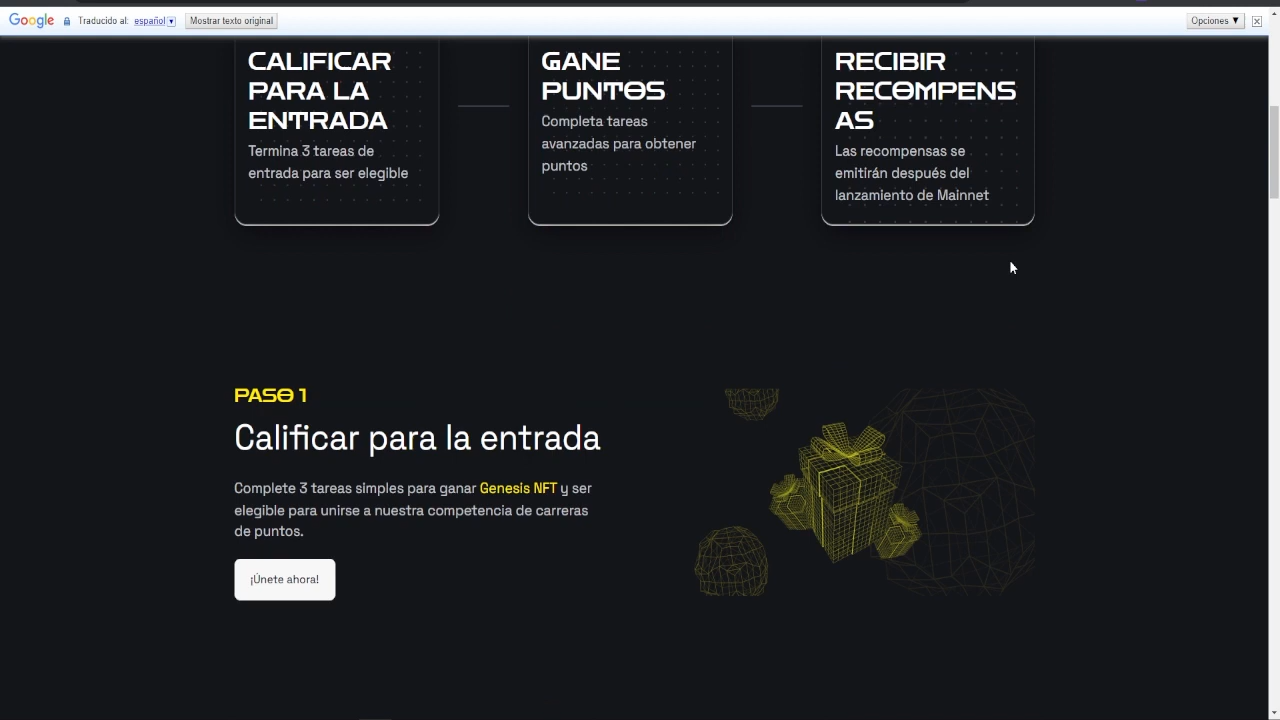 Google Traducido al: español Mostrar texto original Opciones ▼
CALIFICAR
PARA LA
ENTRADA
Termina 3 tareas de
entrada para ser elegible
GANE
PUNTOS
Completa tareas
avanzadas para obtener
puntos
RECIBIR
RECOMPENS
AS
Las recompensas se
emitirán después del
lanzamiento de Mainnet
PASO 1
Calificar para la entrada
Complete 3 tareas simples para ganar Genesis NFT y ser
elegible para unirse a nuestra competencia de carreras
de puntos.
¡Únete ahora!